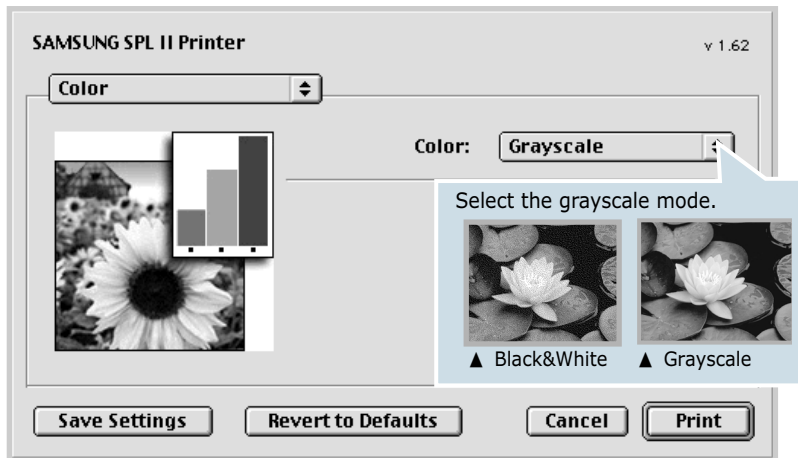 SAMSUNG SPL II Printer
v 1.62
Color
Color: Grayscale
Select the grayscale mode.
▲ Black&White ▲ Grayscale
Save Settings Revert to Defaults Cancel Print